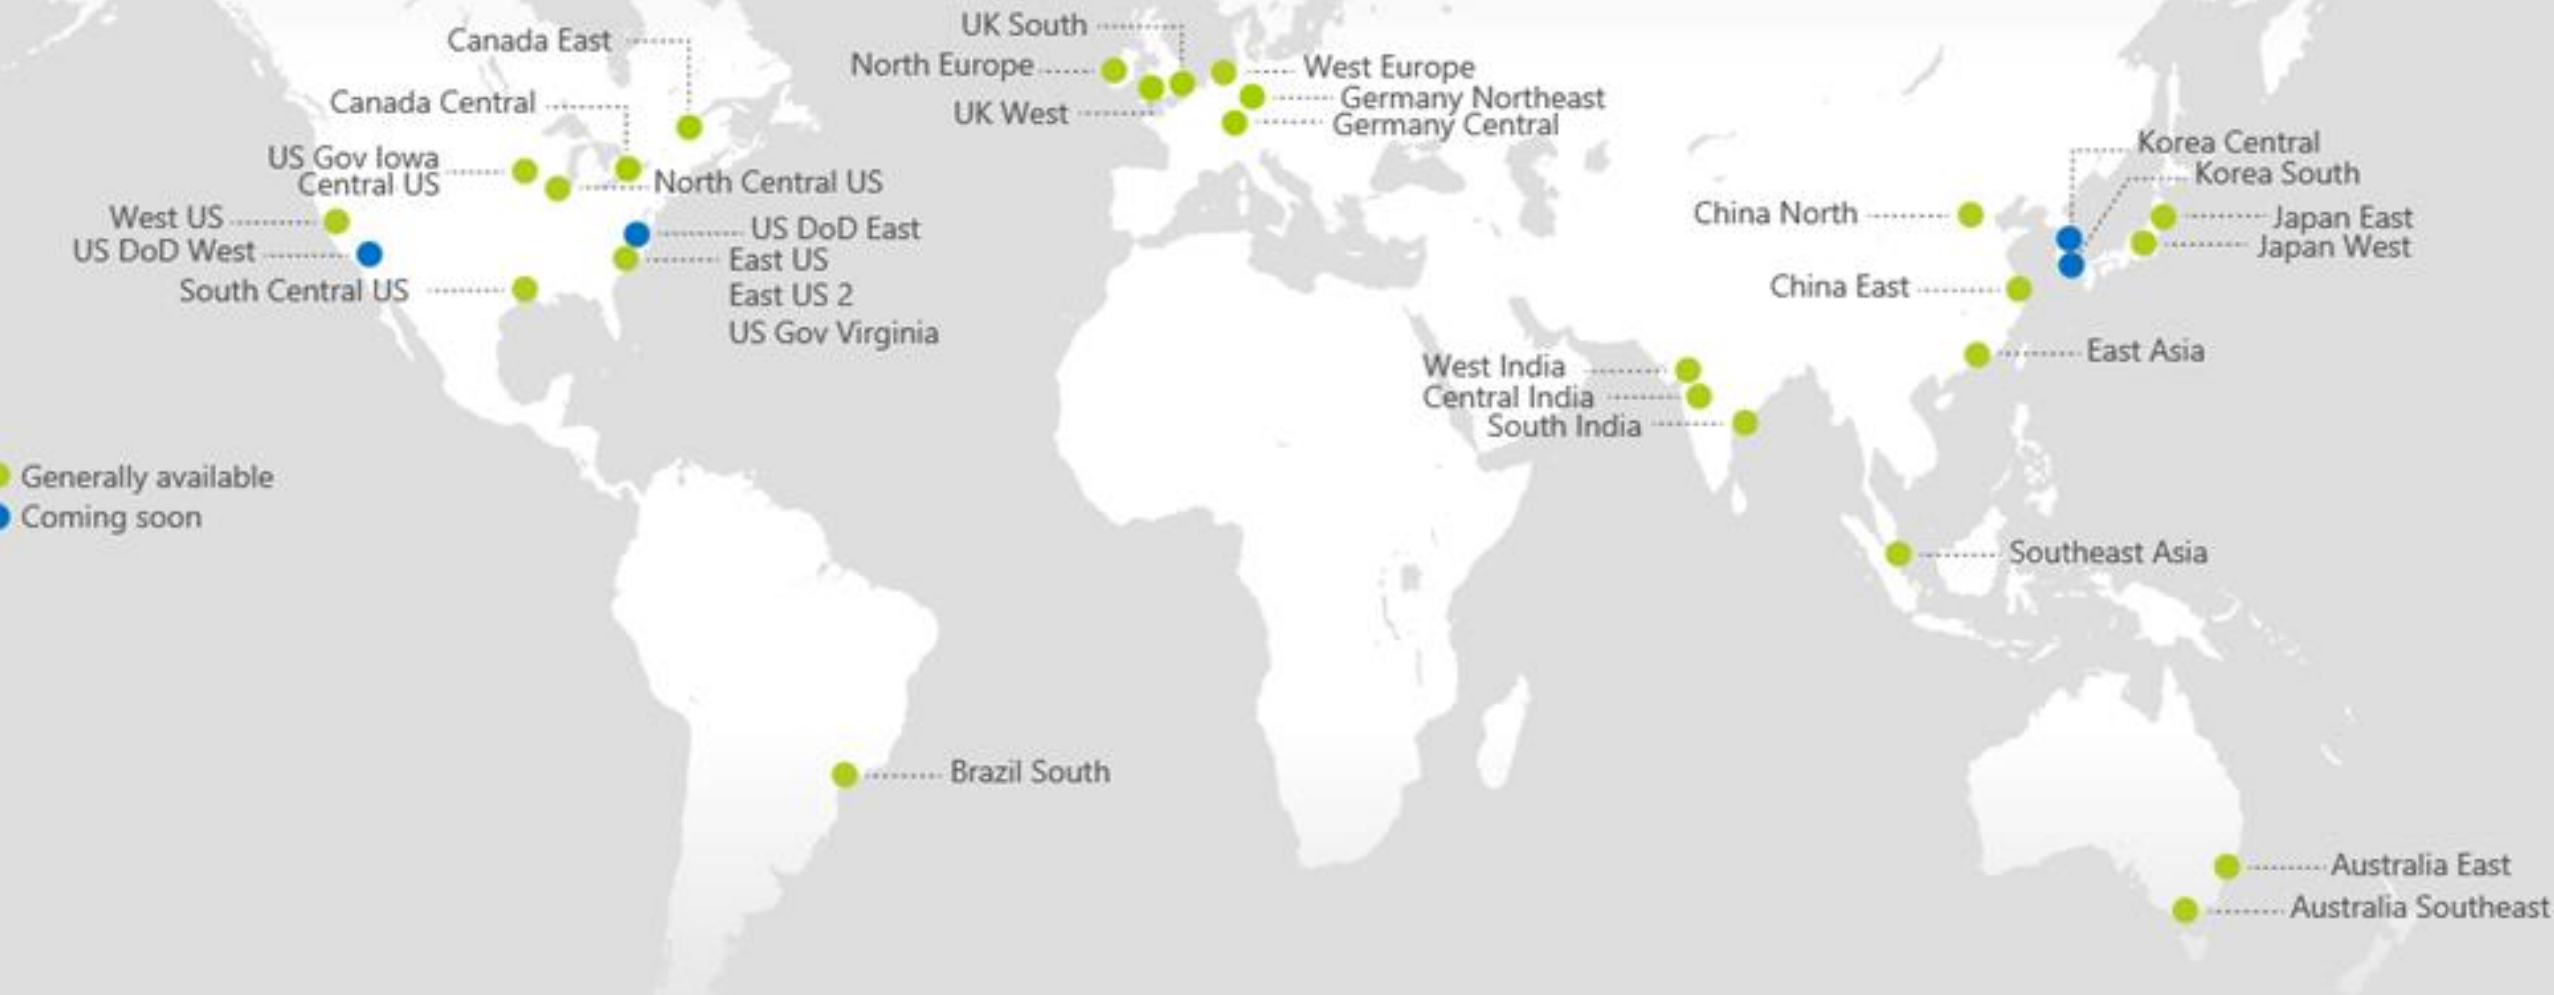 Canada East
Canada Central
US Gov Iowa
Central US
North Central US
West US
US DoD West
South Central US
US DoD East
East US
East US 2
US Gov Virginia
Generally available
Coming soon
Brazil South
UK South
North Europe
UK West
West Europe
Germany Northeast
Germany Central
Korea Central
Korea South
China North
Japan East
Japan West
China East
East Asia
West India
Central India
South India
Southeast Asia
Australia East
Australia Southeast